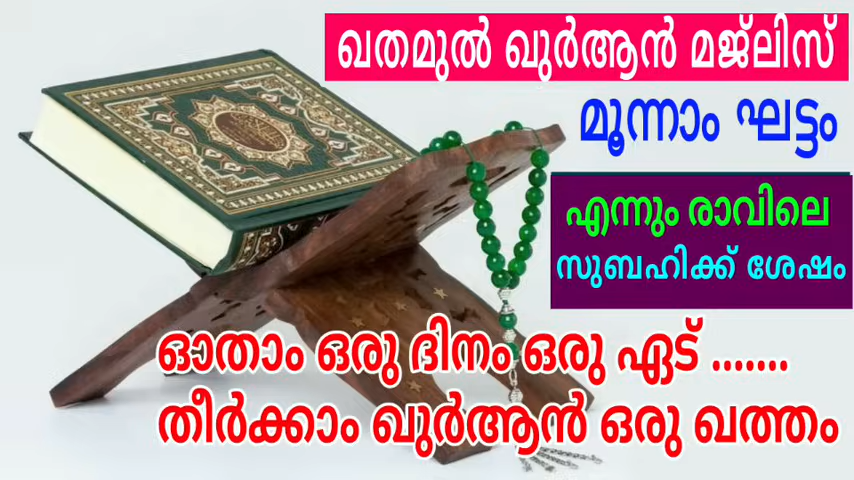 ഖതമുൽ ഖുർആൻ മജ്ലിസ്
മൂന്നാം ഘട്ടം
എന്നും രാവിലെ
സുബഹിക്ക് ശേഷം
ഓതാം ഒരു ദിനം ഒരു ഏട് .......
തീർക്കാം ഖുർആൻ ഒരു ഖത്തം